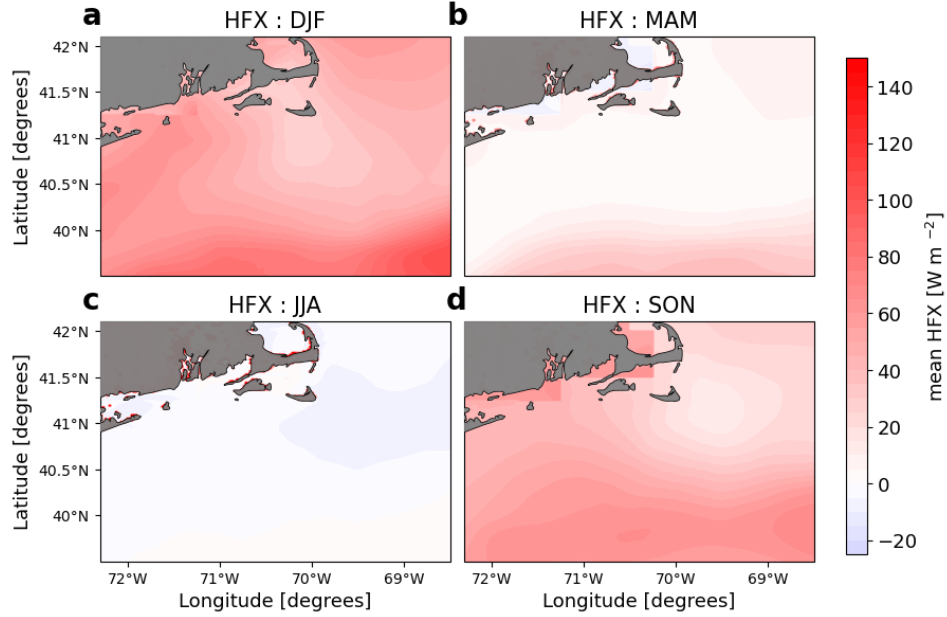 a HFX : DJF
b HFX : MAM
42°N
41.5°N
41°N
40.5°N
40°N
Latitude [degrees]
c HFX : JJA
d HFX : SON
42°N
41.5°N
41°N
40.5°N
40°N
Latitude [degrees]
72°W 71°W 70°W 69°W
Longitude [degrees]
72°W 71°W 70°W 69°W
Longitude [degrees]
140
120
100
80
60
40
20
0
−20
mean HFX [W m⁻²]